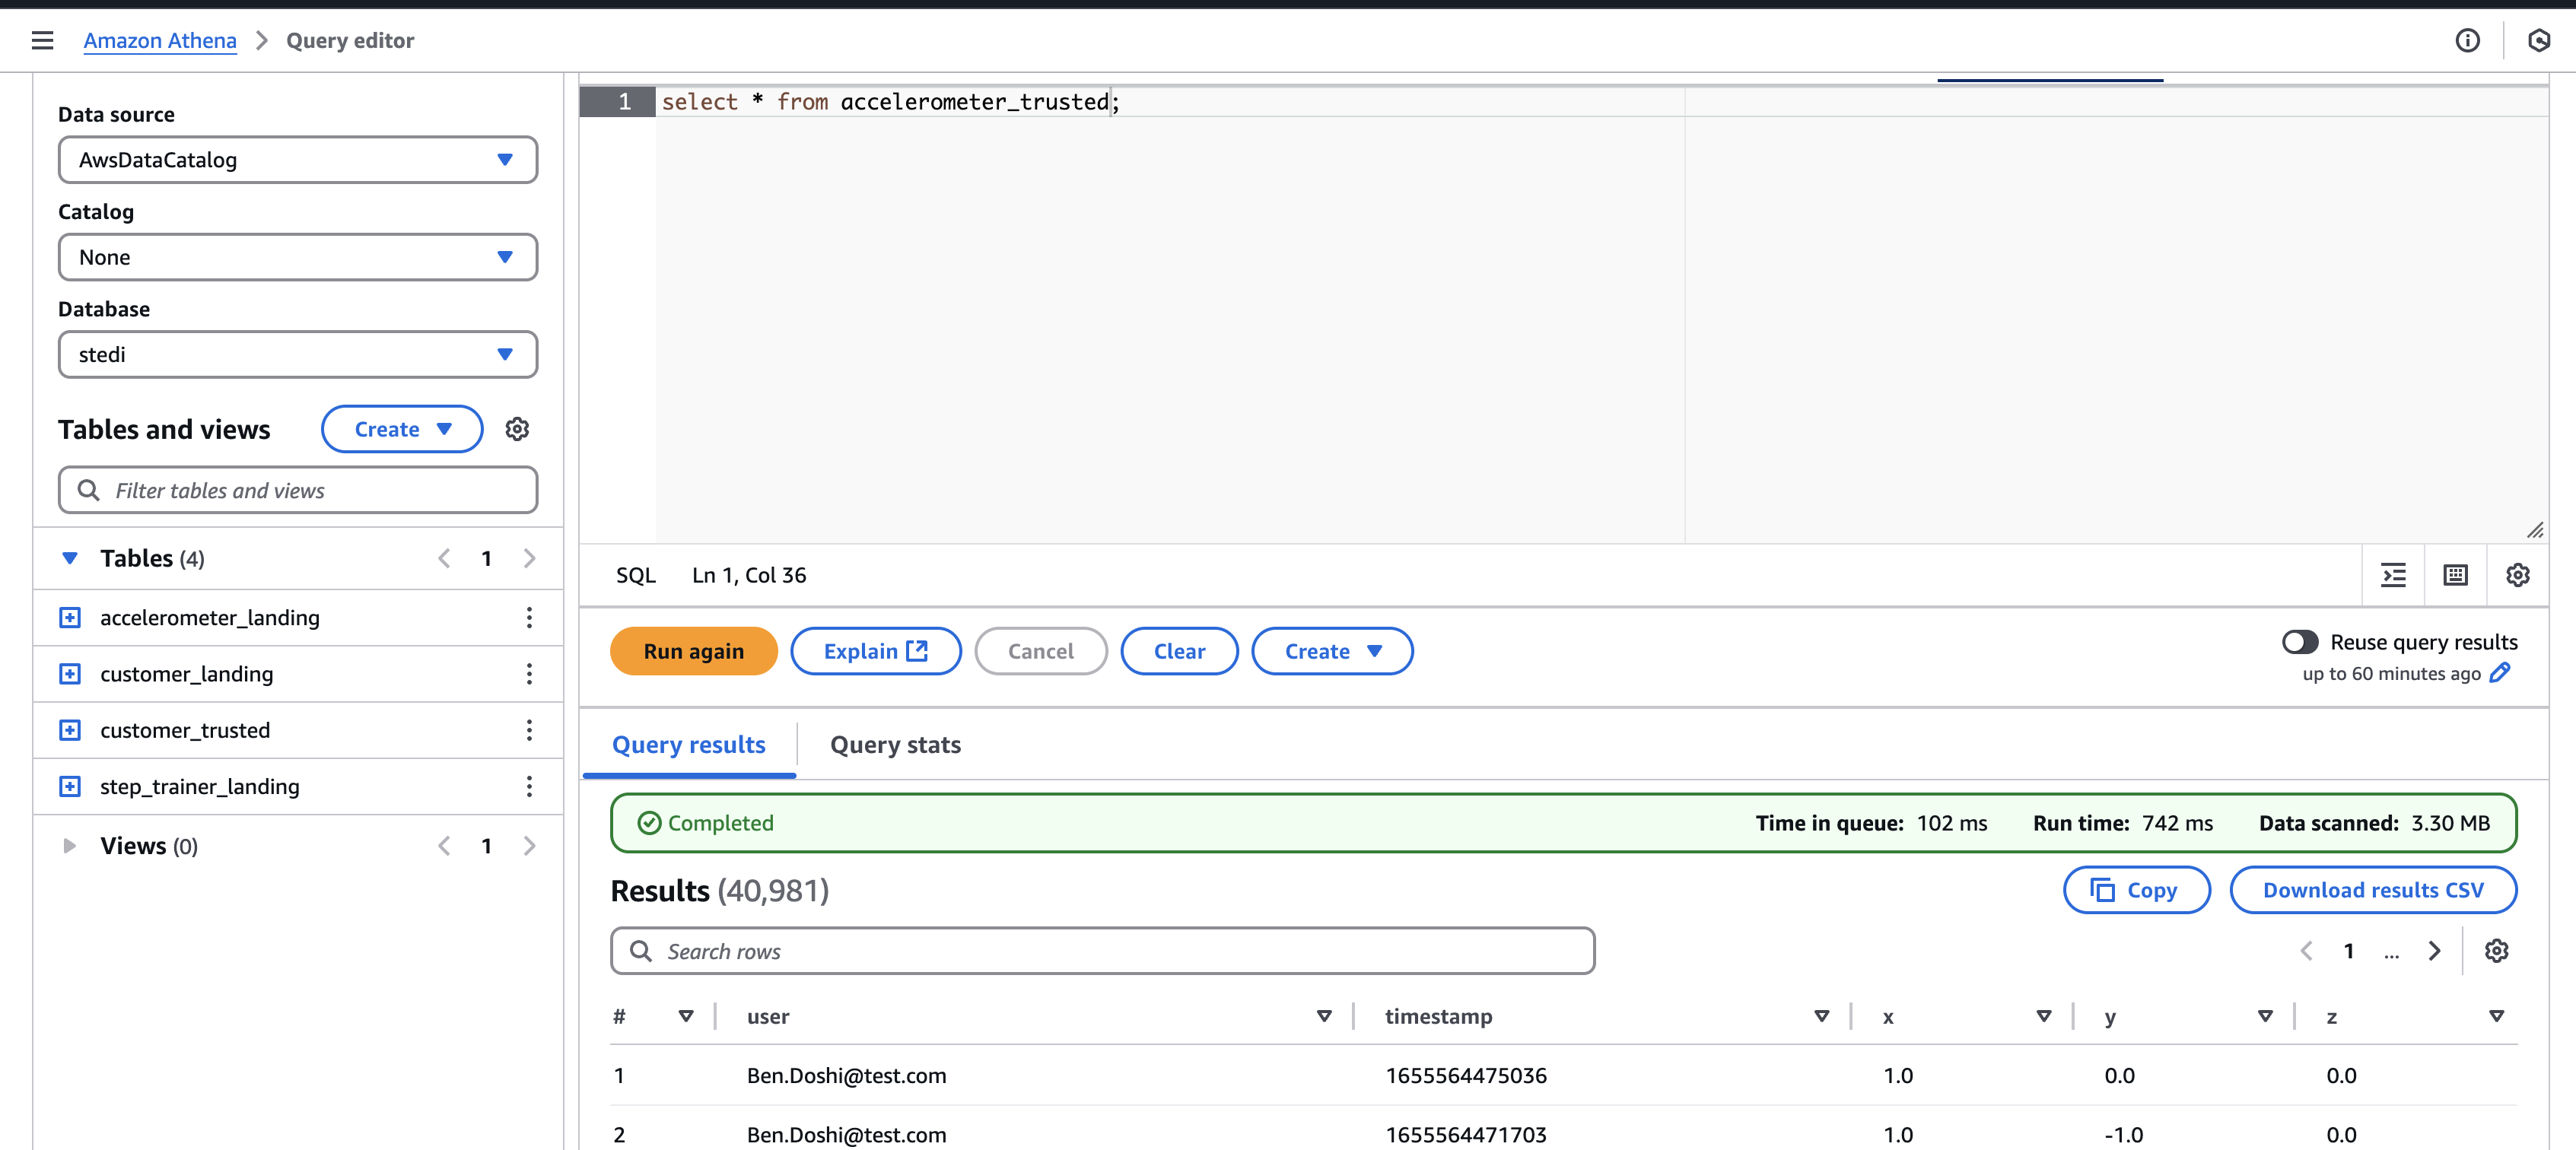 Amazon Athena > Query editor
Data source
AwsDataCatalog
Catalog
None
Database
stedi
Tables and views Create
Filter tables and views
Tables (4) 1
accelerometer_landing
customer_landing
customer_trusted
step_trainer_landing
Views (0) 1
1 select * from accelerometer_trusted;
SQL Ln 1, Col 36
Run again Explain Cancel Clear Create
Reuse query results
up to 60 minutes ago
Query results Query stats
Completed Time in queue: 102 ms Run time: 742 ms Data scanned: 3.30 MB
Results (40,981)
Copy Download results CSV
Search rows 1 ...
# user timestamp x y z
1 Ben.Doshi@test.com 1655564475036 1.0 0.0 0.0
2 Ben.Doshi@test.com 1655564471703 1.0 -1.0 0.0